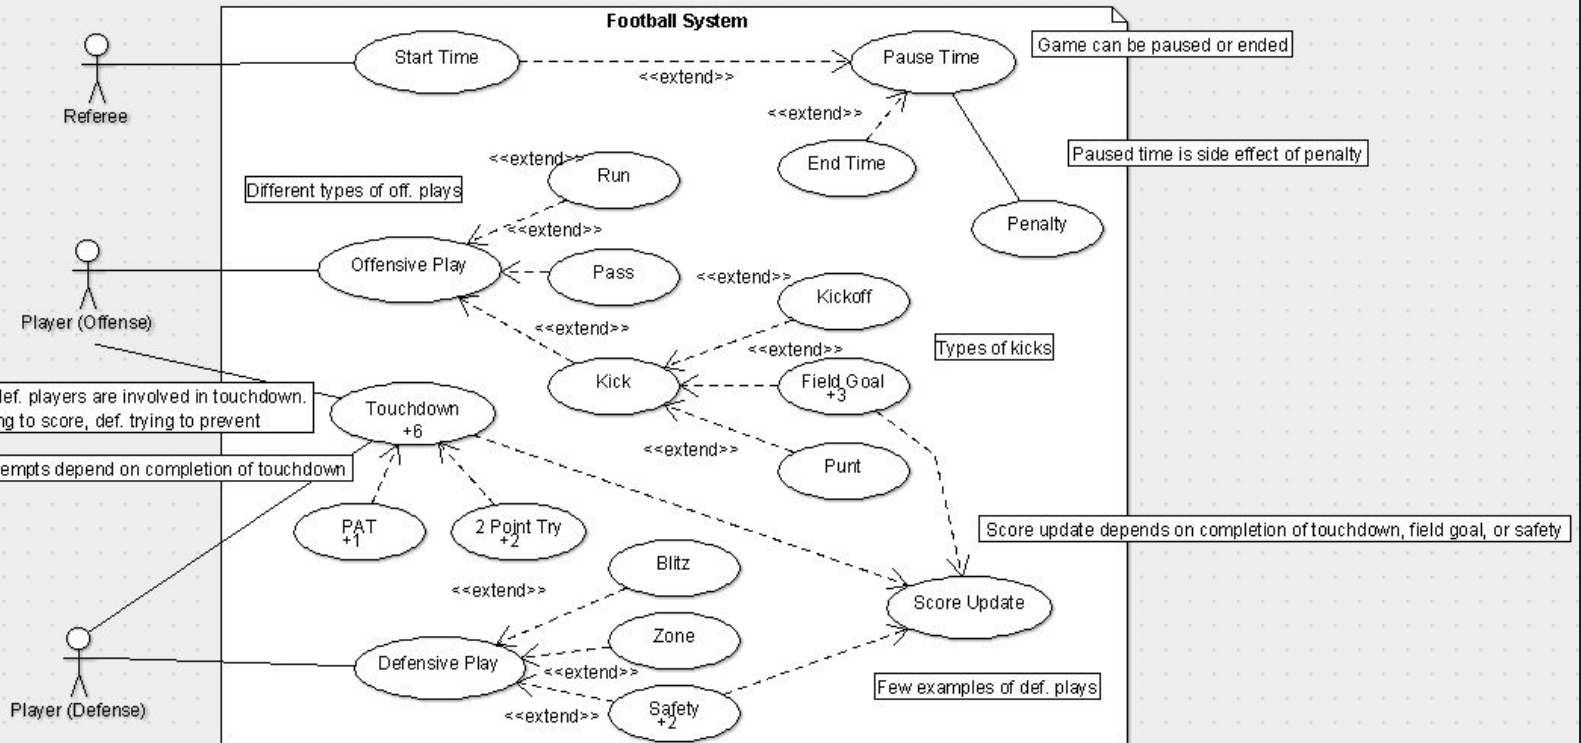 Football System
Start Time
Pause Time
Game can be paused or ended
<<extend>>
Referee
<<extend>>
End Time
Paused time is side effect of penalty
<<extend>>
Run
Different types of off. plays
<<extend>>
Penalty
Offensive Play
Pass
<<extend>>
Kickoff
Player (Offense)
<<extend>>
<<extend>>
Types of kicks
Kick
Field Goal
+3
def. players are involved in touchdown.
ng to score, def. trying to prevent
Touchdown
+6
<<extend>>
empts depend on completion of touchdown
Punt
PAT
+1
2 Point Try
+2
Score update depends on completion of touchdown, field goal, or safety
Blitz
<<extend>>
Score Update
Zone
Defensive Play
<<extend>>
Few examples of def. plays
Player (Defense)
<<extend>>
Safety
+2